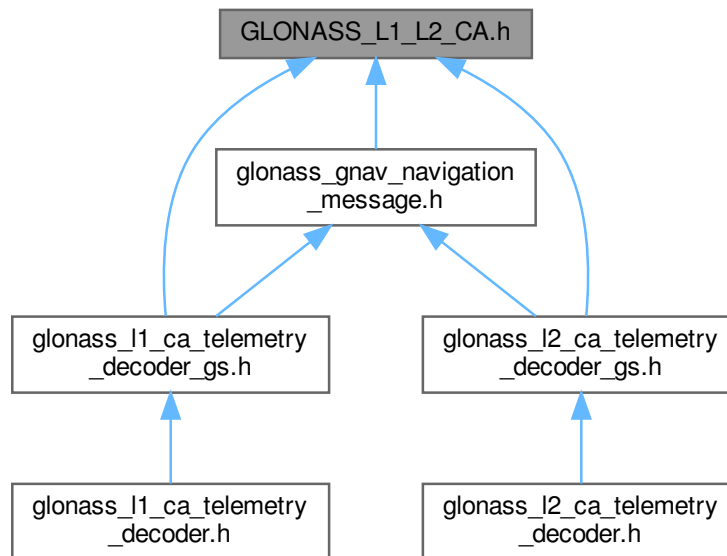 GLONASS_L1_L2_CA.h
glonass_gnav_navigation
_message.h
glonass_l1_ca_telemetry
_decoder_gs.h
glonass_l2_ca_telemetry
_decoder_gs.h
glonass_l1_ca_telemetry
_decoder.h
glonass_l2_ca_telemetry
_decoder.h